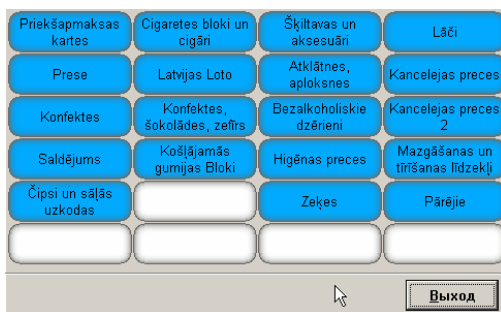 Priekšapmaksas
kartes
Cigaretes bloki un
cigāri
Šķiltavas un
aksesuāri
Lāči
Prese
Latvijas Loto
Atklātnes,
aploksnes
Kancelejas preces
Konfektes
Konfektes,
šokolādes, zefīrs
Bezalkoholiskie
dzērieni
Kancelejas preces
2
Saldējums
Košļājamās
gumijas Bloki
Higēnas preces
Mazgāšanas un
tīrīšanas līdzekļi
Čipsi un sāļās
uzkodas
Zeķes
Pārējie
Выход